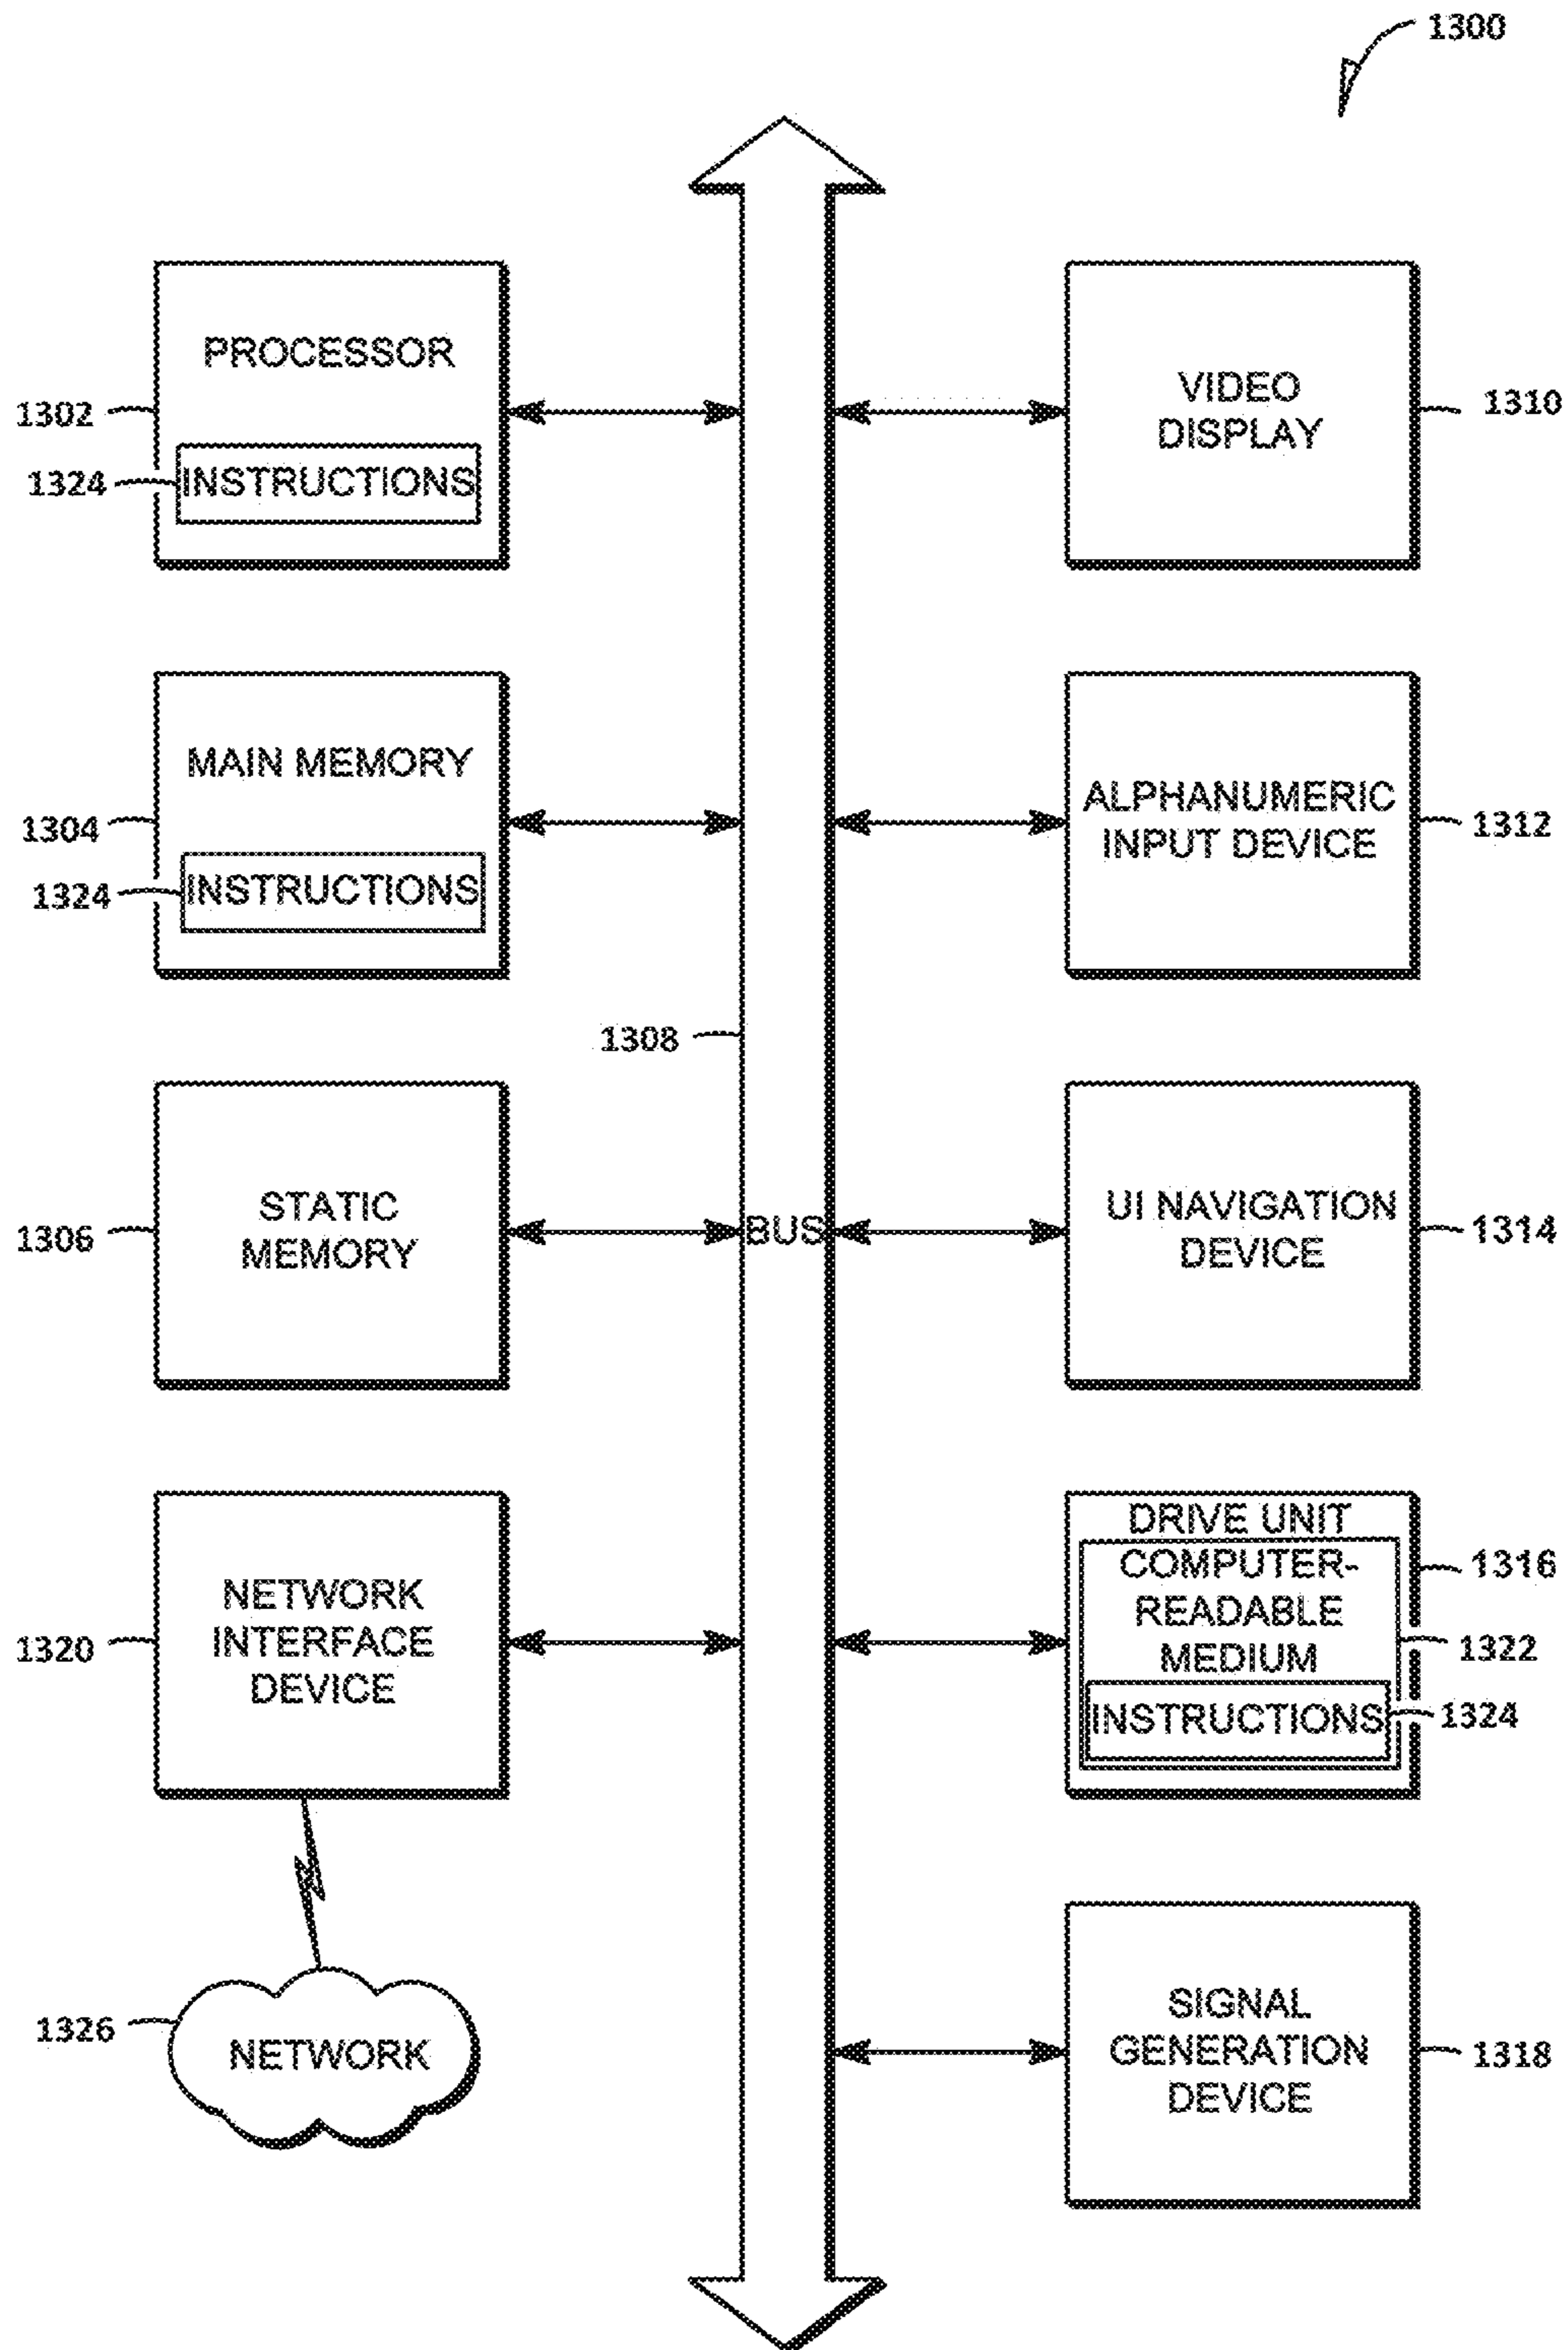 1300
PROCESSOR
1302
1324
INSTRUCTIONS
VIDEO
DISPLAY
1310
MAIN MEMORY
1304
1324
INSTRUCTIONS
ALPHANUMERIC
INPUT DEVICE
1312
1308
STATIC
MEMORY
1306
BUS
UI NAVIGATION
DEVICE
1314
NETWORK
INTERFACE
DEVICE
1320
DRIVE UNIT
COMPUTER-
READABLE
MEDIUM
INSTRUCTIONS
1316
1322
1324
1326
NETWORK
SIGNAL
GENERATION
DEVICE
1318